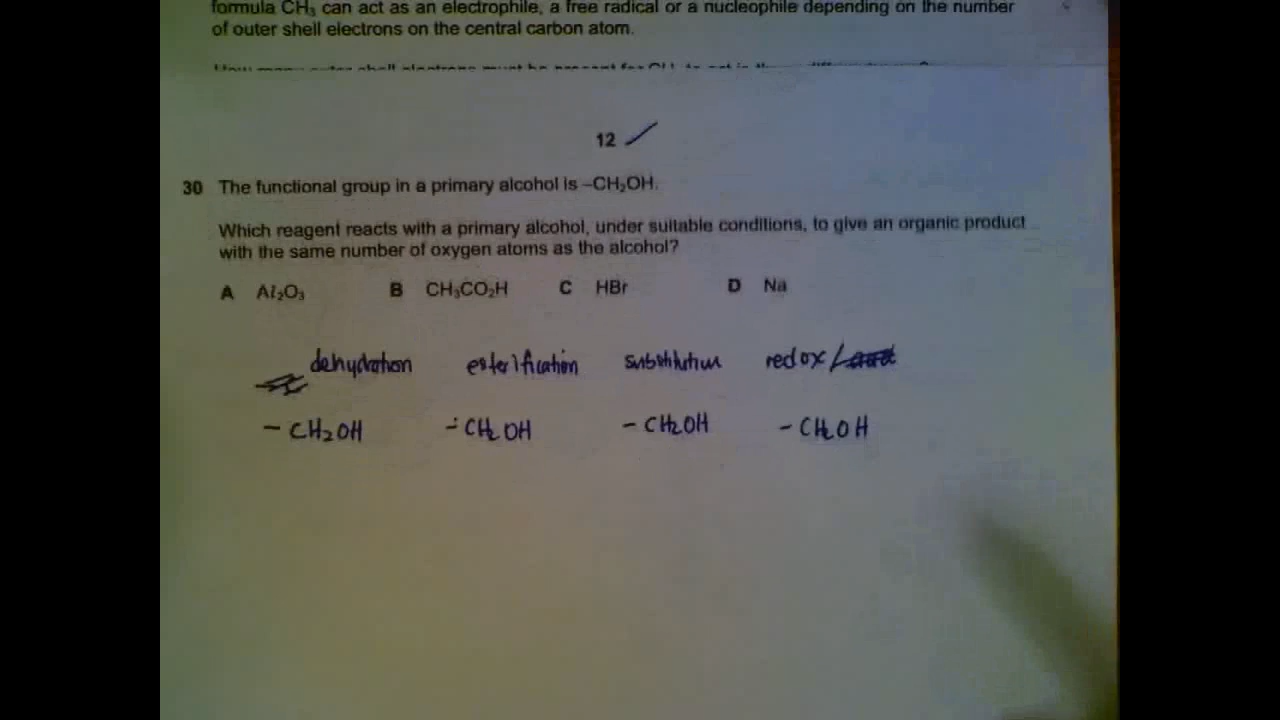 formula CH₃ can act as an electrophile, a free radical or a nucleophile depending on the number
of outer shell electrons on the central carbon atom.
12
30 The functional group in a primary alcohol is –CH₂OH.
Which reagent reacts with a primary alcohol, under suitable conditions, to give an organic product
with the same number of oxygen atoms as the alcohol?
A Al₂O₃ B CH₃CO₂H C HBr D Na
dehydration esterification substitution redox/
– CH₂OH – CH₂OH – CH₂OH – CH₂OH